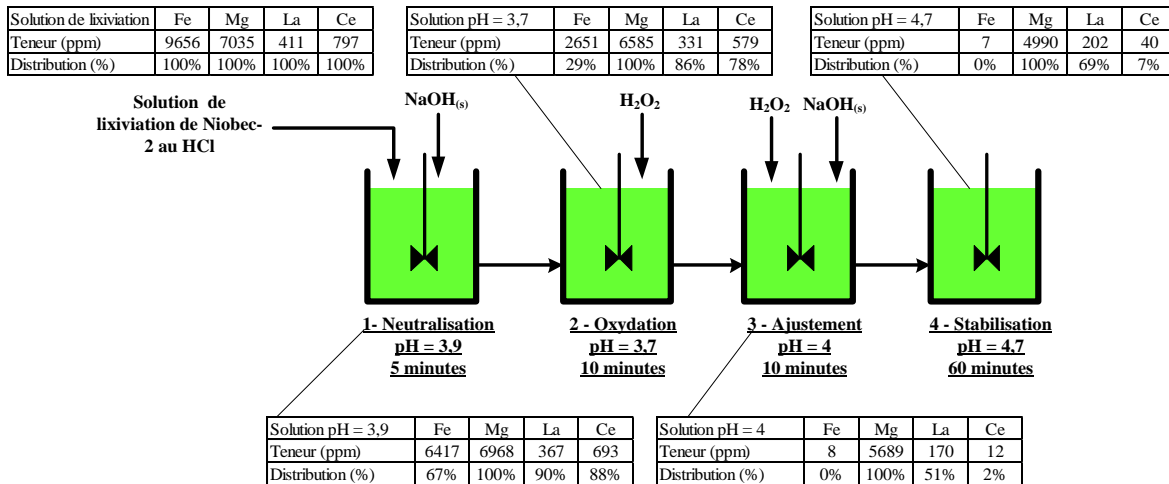 Solution de lixiviation Fe Mg La Ce
Teneur (ppm) 9656 7035 411 797
Distribution (%) 100% 100% 100% 100%
Solution pH = 3,7 Fe Mg La Ce
Teneur (ppm) 2651 6585 331 579
Distribution (%) 29% 100% 86% 78%
Solution pH = 4,7 Fe Mg La Ce
Teneur (ppm) 7 4990 202 40
Distribution (%) 0% 100% 69% 7%
Solution de
lixiviation de Niobec-
2 au HCl
NaOH(s)
H2O2
H2O2
NaOH(s)
1- Neutralisation
pH = 3,9
5 minutes
2 - Oxydation
pH = 3,7
10 minutes
3 - Ajustement
pH = 4
10 minutes
4 - Stabilisation
pH = 4,7
60 minutes
Solution pH = 3,9 Fe Mg La Ce
Teneur (ppm) 6417 6968 367 693
Distribution (%) 67% 100% 90% 88%
Solution pH = 4 Fe Mg La Ce
Teneur (ppm) 8 5689 170 12
Distribution (%) 0% 100% 51% 2%